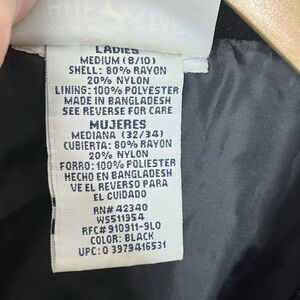 LADIES
MEDIUM (8/10)
SHELL: 80% RAYON
20% NYLON
LINING: 100% POLYESTER
MADE IN BANGLADESH
SEE REVERSE FOR CARE
MUJERES
MEDIANA (32/34)
CUBIERTA: 80% RAYON
20% NYLON
FORRO: 100% POLIESTER
HECHO EN BANGLADESH
VE EL REVERSO PARA
EL CUIDADO
RN# 42340
WS511954
RFC# 910911-9L0
COLOR: BLACK
UPC: 0 3979416531